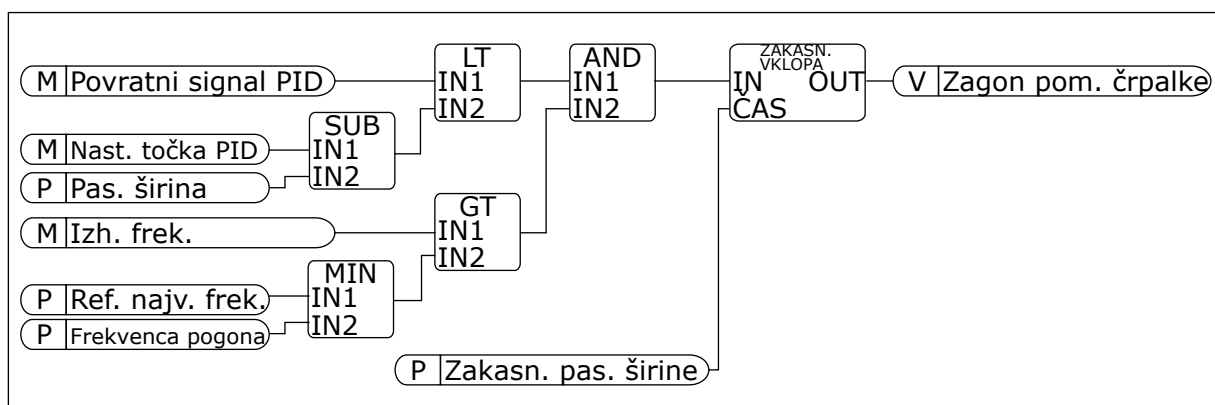 LT
AND
ZAKASN.
VKLOPA
M Povratni signal PID
IN1
IN2
IN1
IN2
IN OUT
ČAS
V Zagon pom. črpalke
SUB
M Nast. točka PID
IN1
P Pas. širina
IN2
GT
M Izh. frek.
IN1
IN2
MIN
P Ref. najv. frek.
IN1
P Frekvenca pogona
IN2
P Zakasn. pas. širine